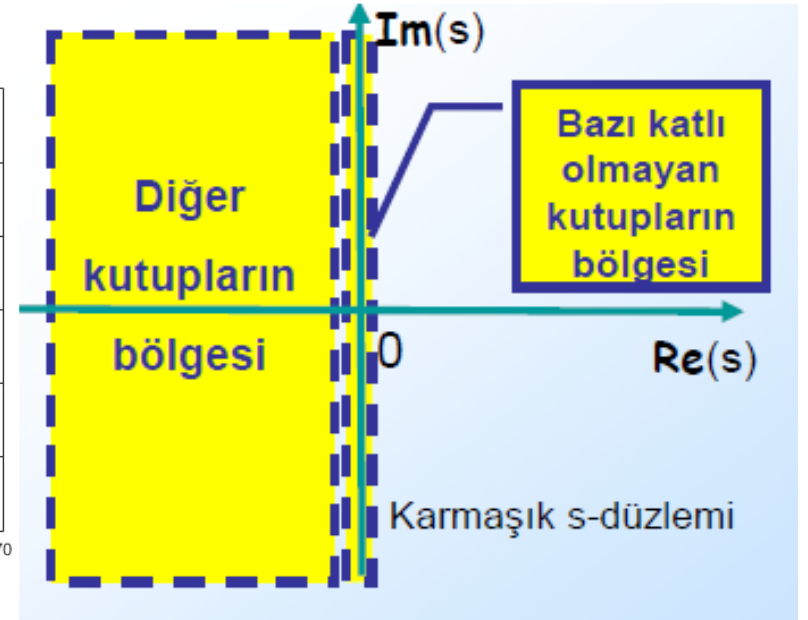 Im(s)
Bazı katlı
olmayan
kutupların
bölgesi
Diğer
kutupların
bölgesi
0
Re(s)
Karmaşık s-düzlemi